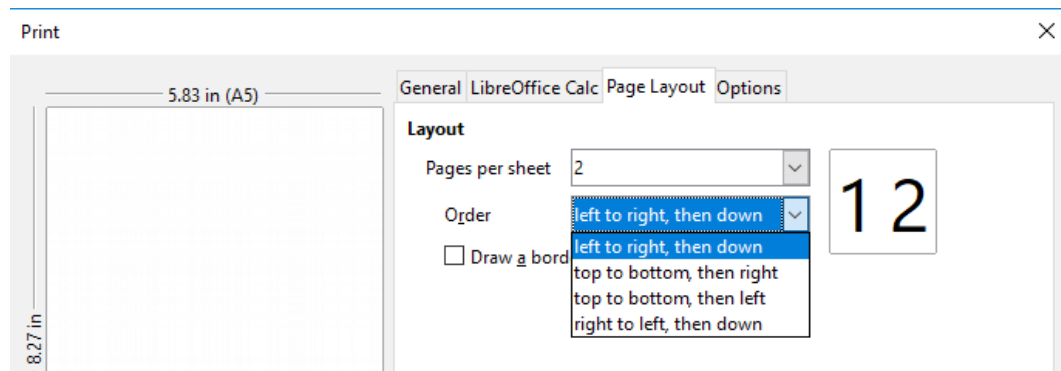 Print
5.83 in (A5)
8.27 in
General LibreOffice Calc Page Layout Options
Layout
Pages per sheet 2
Order left to right, then down
1 2
left to right, then down
Draw a bord
top to bottom, then right
top to bottom, then left
right to left, then down